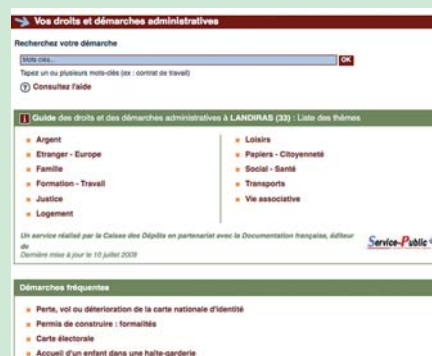 Vos droits et démarches administratives
Recherchez votre démarche
Mots clés...
OK
Tapez un ou plusieurs mots-clés (ex : contrat de travail)
? Consultez l'aide
i Guide des droits et des démarches administratives à LANDIRAS (33) : Liste des thèmes
Argent
Etranger - Europe
Famille
Formation - Travail
Justice
Logement
Loisirs
Papiers - Citoyenneté
Social - Santé
Transports
Vie associative
Un service réalisé par la Caisse des Dépôts en partenariat avec la Documentation française, éditeur
de
Dernière mise à jour le 10 juillet 2008
Service-Public
Démarches fréquentes
Perte, vol ou déterioration de la carte nationale d'identité
Permis de construire : formalités
Carte électorale
Accueil d'un enfant dans une halte-garderie